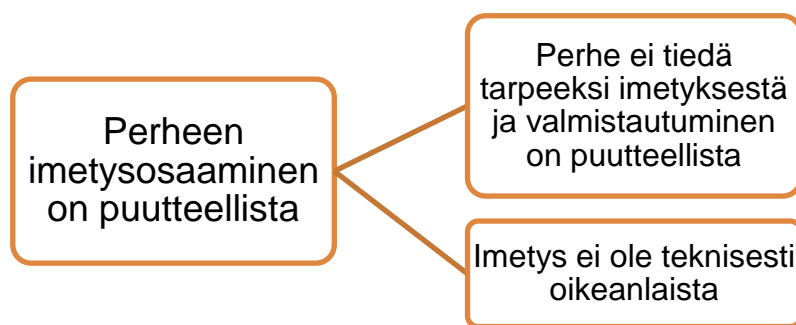 Perheen
imetysosaaminen
on puutteellista
Perhe ei tiedä
tarpeeksi imetyksestä
ja valmistautuminen
on puutteellista
Imetys ei ole teknisesti
oikeanlaista